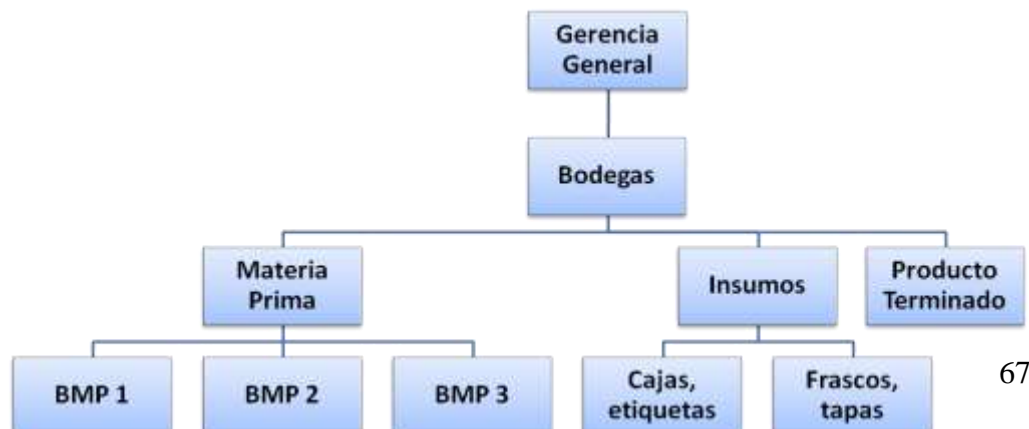 Gerencia
General
Bodegas
Materia
Prima
Insumos
Producto
Terminado
BMP 1
BMP 2
BMP 3
Cajas,
etiquetas
Frascos,
tapas
67